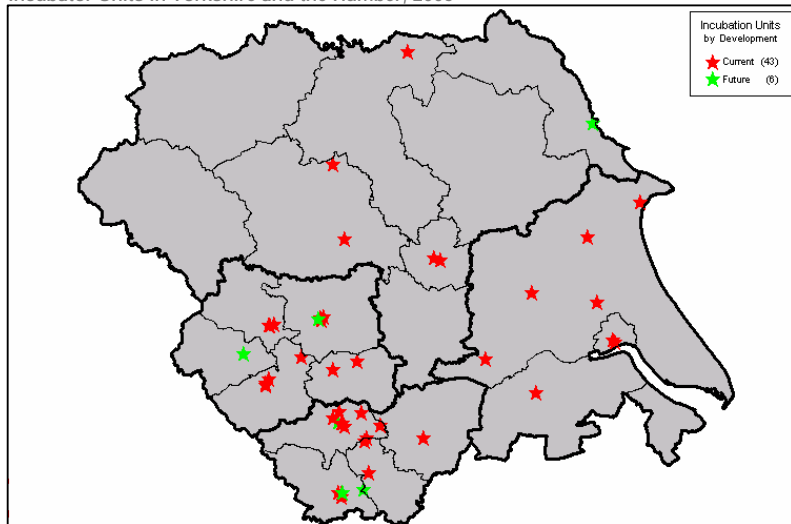 Incubation Units
by Development
Current (43)
Future (6)